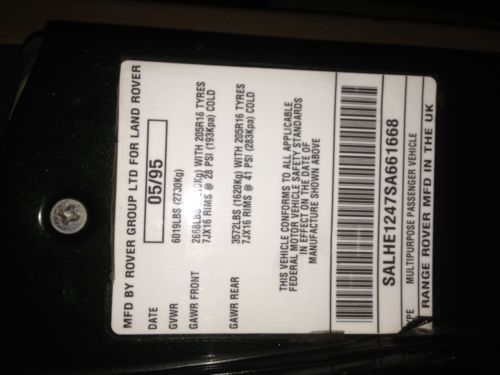 MFD BY ROVER GROUP LTD FOR LAND ROVER
DATE 05/95
GVWR 6019LBS (2730Kg)
GAWR FRONT 2668LBS WITH 205R16 TYRES
7JX16 RIMS @ 28 PSI (193Kpa) COLD
GAWR REAR 3572LBS (1620Kg) WITH 205R16 TYRES
7JX16 RIMS @ 41 PSI (283Kpa) COLD
THIS VEHICLE CONFORMS TO ALL APPLICABLE
FEDERAL MOTOR VEHICLE SAFETY STANDARDS
IN EFFECT ON THE DATE OF
MANUFACTURE SHOWN ABOVE
SALHE1247SA661668
MULTIPURPOSE PASSENGER VEHICLE
RANGE ROVER MFD IN THE UK